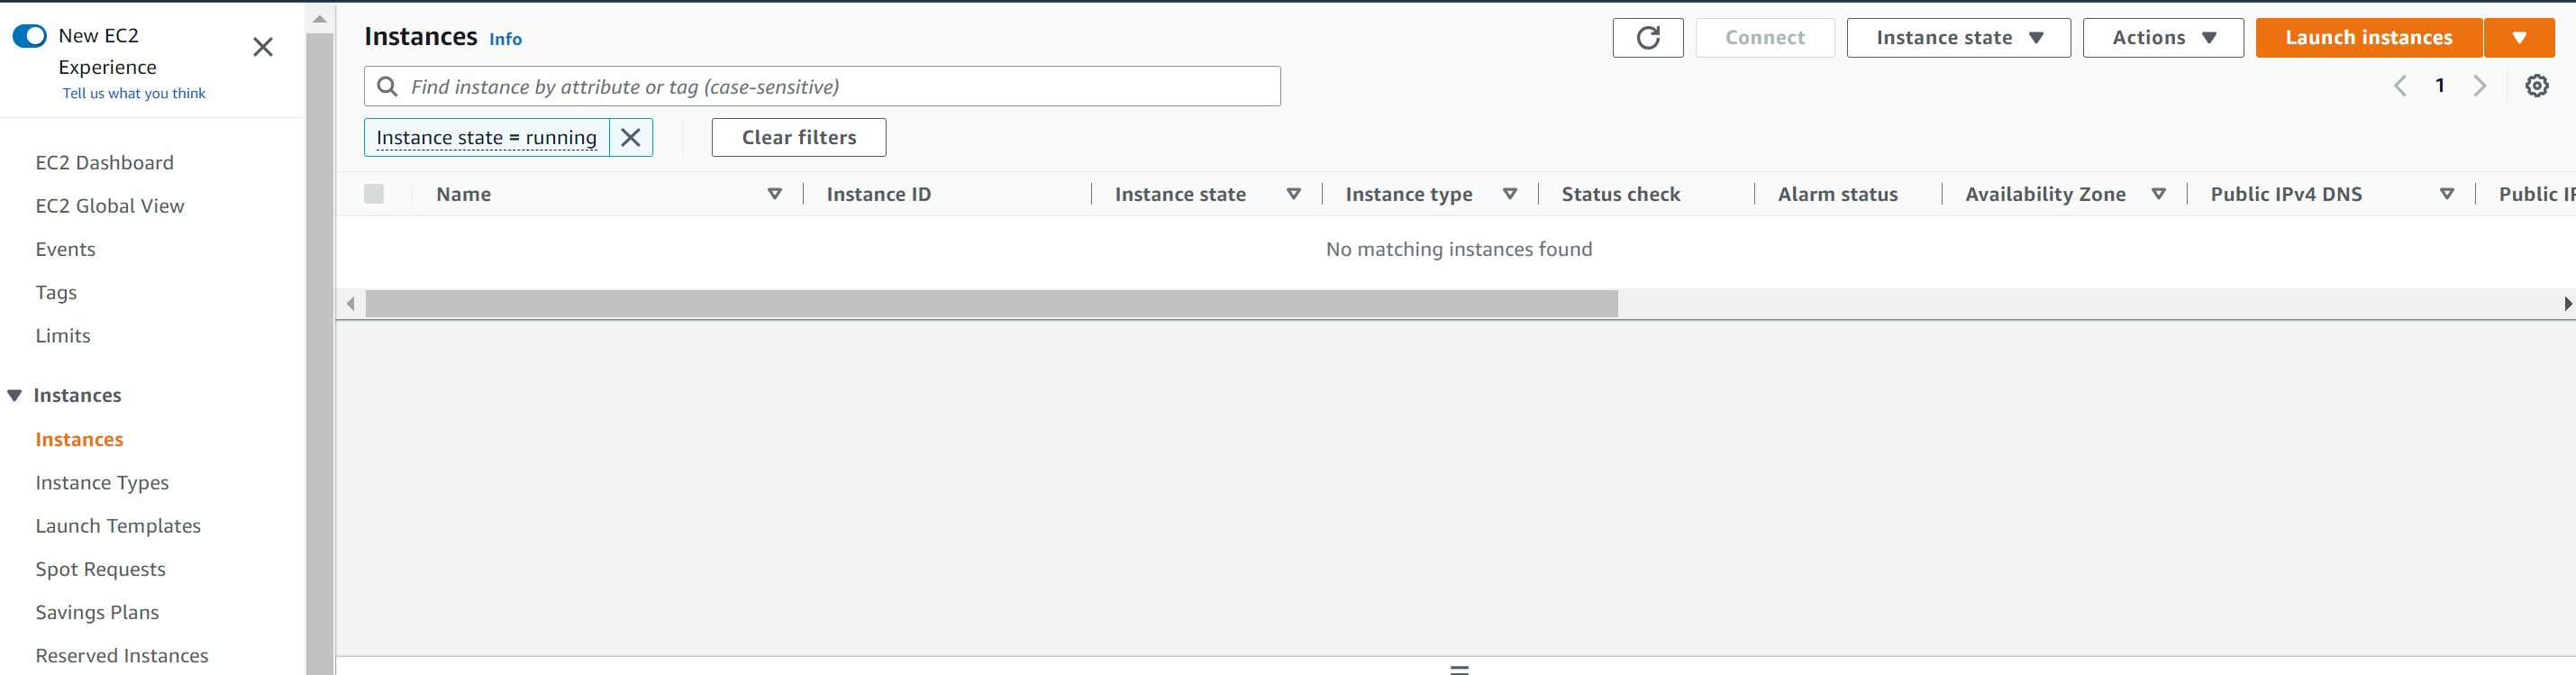 New EC2
Experience
Tell us what you think
EC2 Dashboard
EC2 Global View
Events
Tags
Limits
Instances
Instances
Instance Types
Launch Templates
Spot Requests
Savings Plans
Reserved Instances
Instances Info
Connect
Instance state
Actions
Launch instances
Find instance by attribute or tag (case-sensitive)
1
Instance state = running
Clear filters
Name Instance ID Instance state Instance type Status check Alarm status Availability Zone Public IPv4 DNS Public IP
No matching instances found